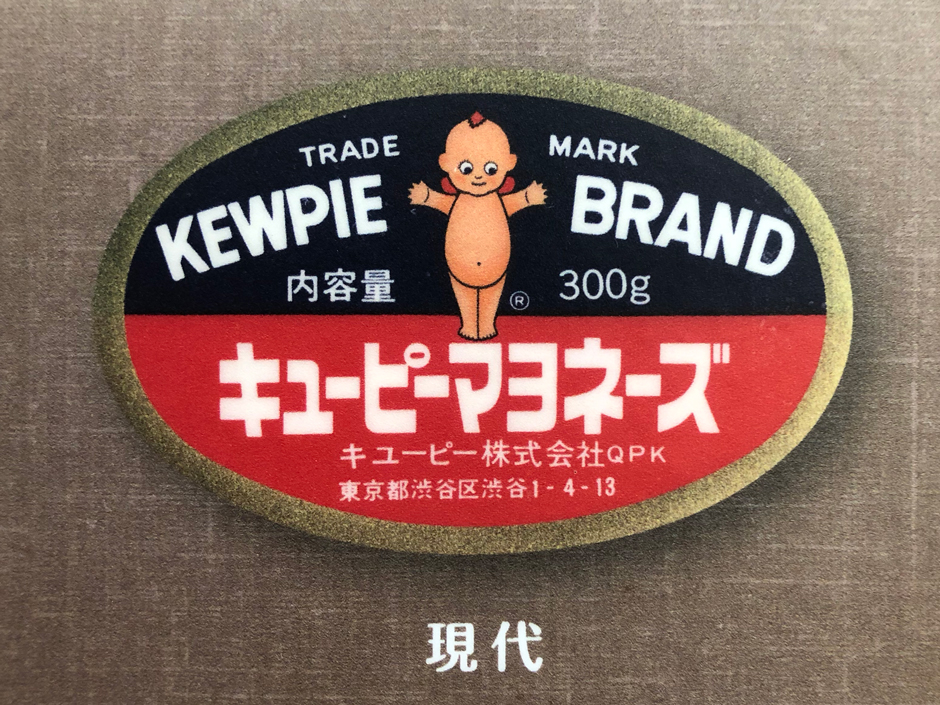 TRADE MARK
KEWPIE BRAND
内容量 300g
®
キユーピーマヨネーズ
キユーピー株式会社QPK
東京都渋谷区渋谷1-4-13
現代